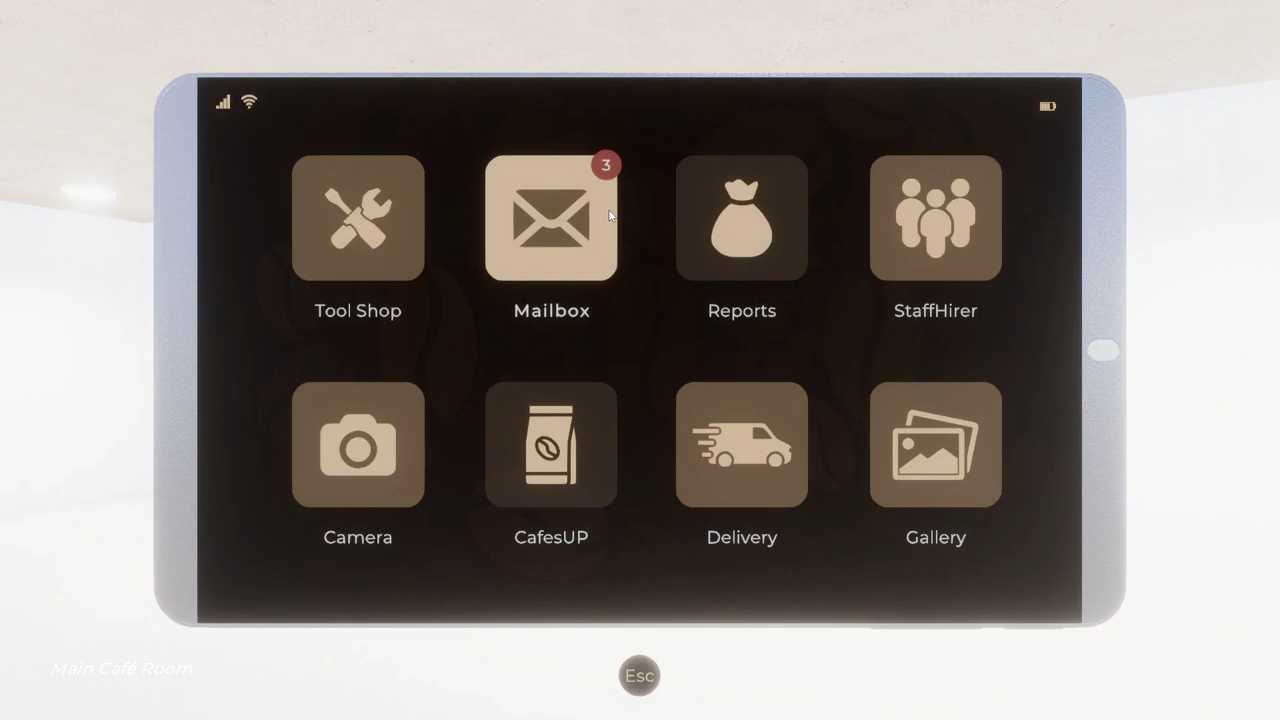 3
Tool Shop
Mailbox
Reports
StaffHirer
Camera
CafesUP
Delivery
Gallery
Main Café Room
Esc